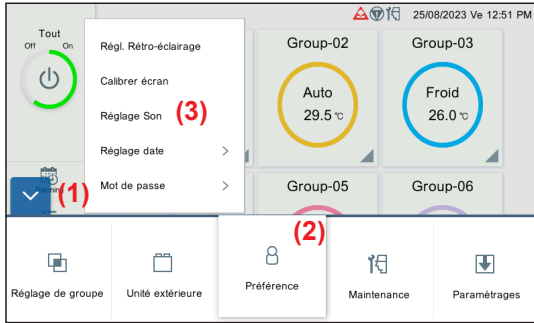 25/08/2023 Ve 12:51 PM
Tout
Off On
Régl. Rétro-éclairage
Calibrer écran
Réglage Son
(3)
Réglage date >
Mot de passe >
Group-02
Auto
29.5 °C
Group-03
Froid
26.0 °C
(1)
Group-05
Group-06
(2)
Réglage de groupe
Unité extérieure
Préférence
Maintenance
Paramètrages